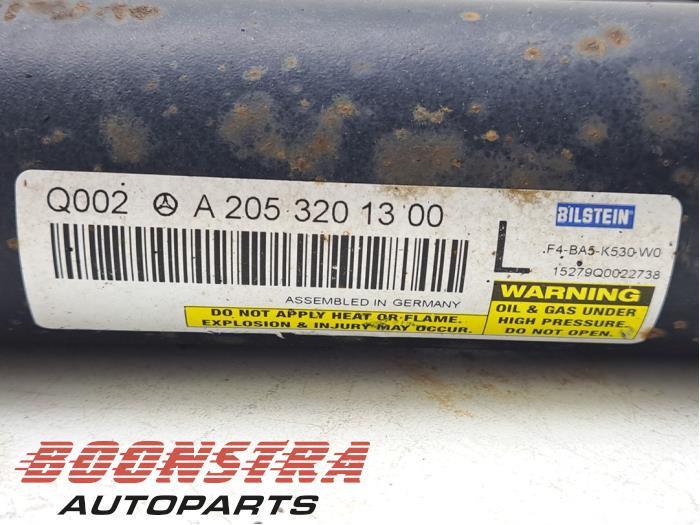 Q002 A 205 320 13 00
BILSTEIN
L
F4-BA5-K530-W0
15279Q0022738
ASSEMBLED IN GERMANY
DO NOT APPLY HEAT OR FLAME.
EXPLOSION & INJURY MAY OCCUR.
WARNING
OIL & GAS UNDER
HIGH PRESSURE.
DO NOT OPEN.
BOONSTRA
AUTOPARTS